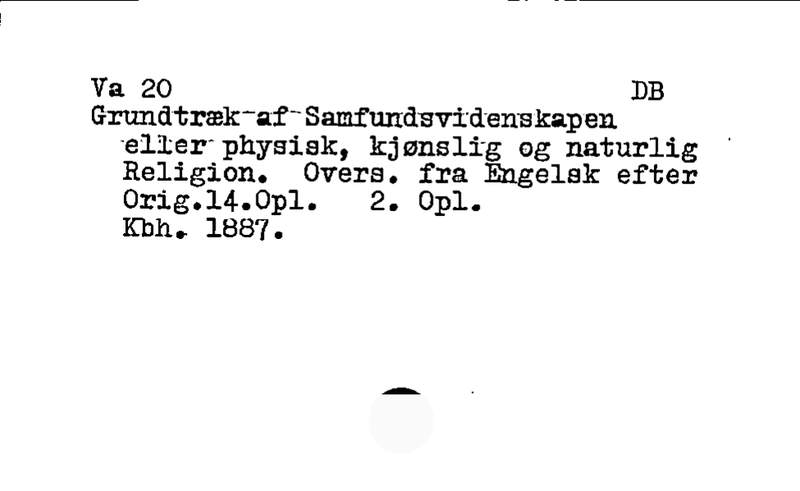 Va 20 DB
Grundtræk af Samfundsvidenskapen
eller physisk, kjønslig og naturlig
Religion. Overs. fra Engelsk efter
Orig.14.Opl. 2. Opl.
Kbh. 1887.